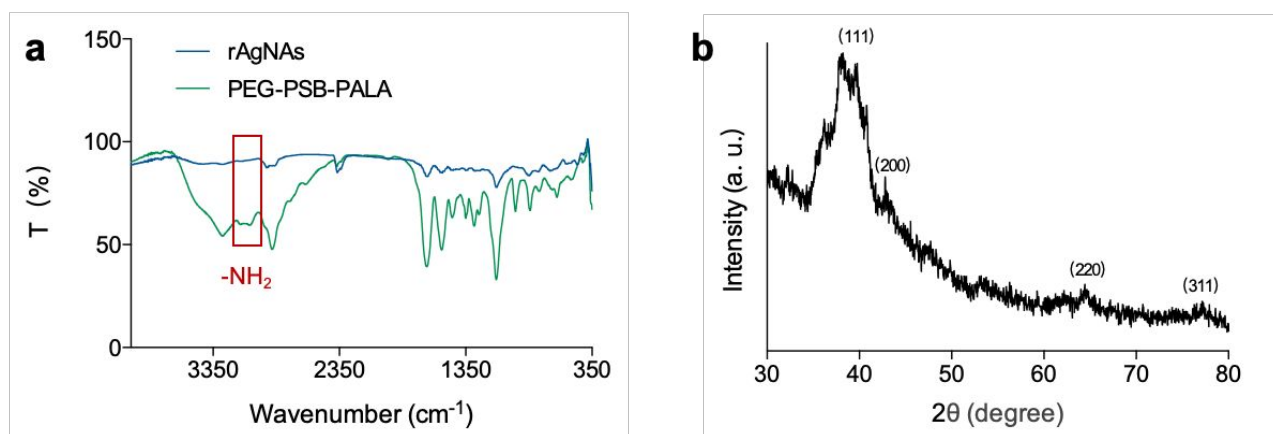 a
150
100
50
0
T (%)
rAgNAs
PEG-PSB-PALA
-NH₂
3350 2350 1350 350
Wavenumber (cm⁻¹)
b
Intensity (a. u.)
(111)
(200)
(220)
(311)
30 40 50 60 70 80
2θ (degree)